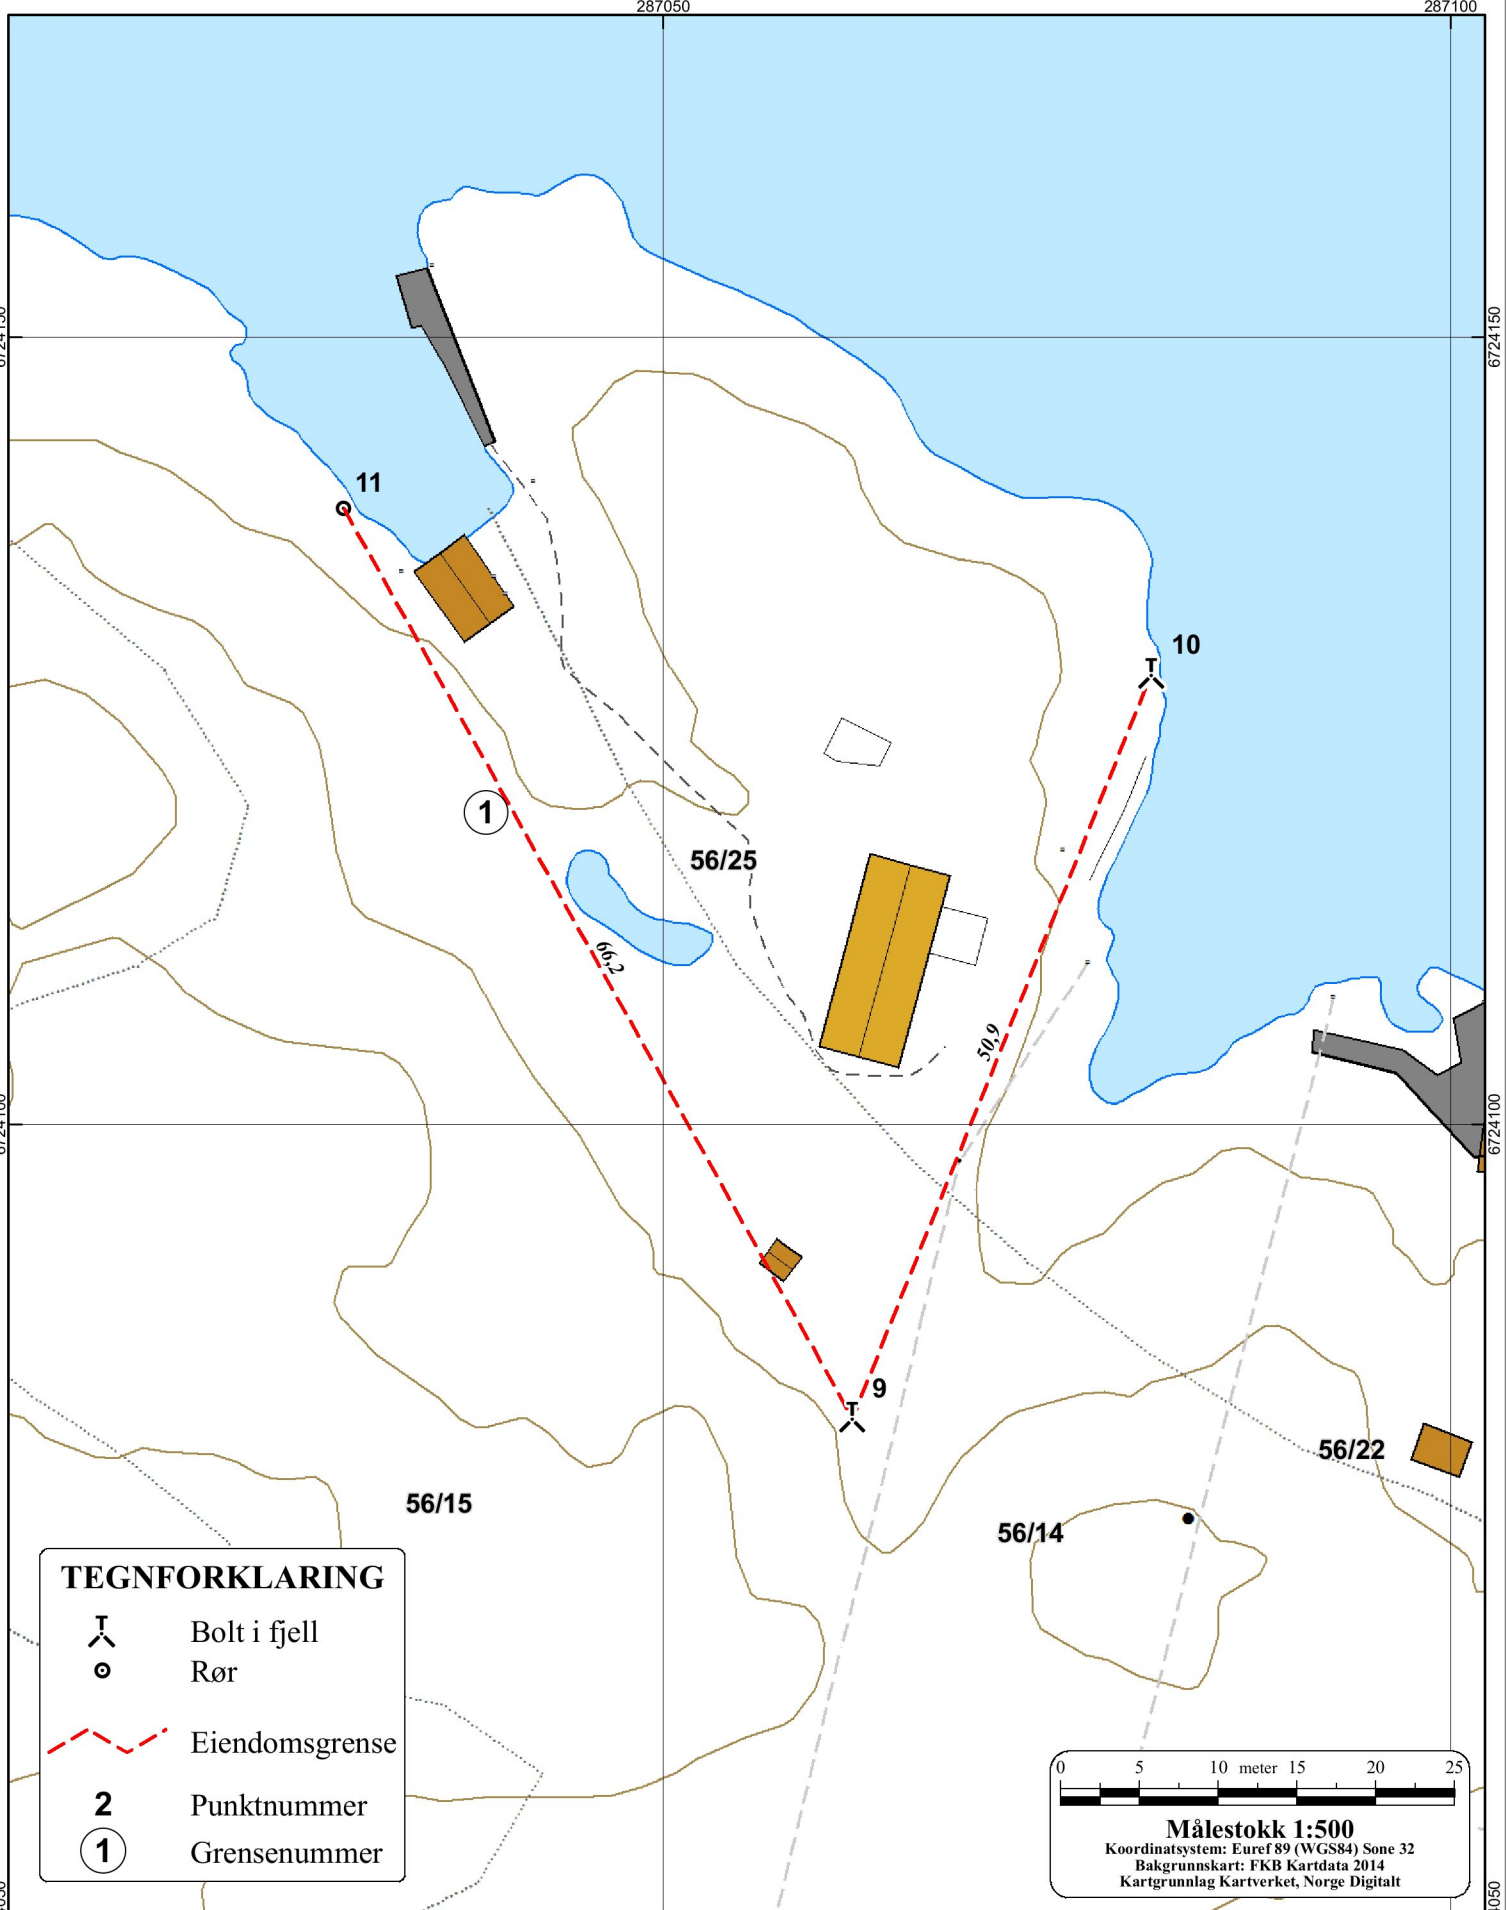 287050
287100
6724150
11
10
1
56/25
66,2
50,9
6724100
9
56/22
56/15
56/14
TEGNFORKLARING
Bolt i fjell
Rør
Eiendomsgrense
2 Punktnummer
1 Grensenummer
0 5 10 meter 15 20 25
Målestokk 1:500
Koordinatsystem: Euref 89 (WGS84) Sone 32
Bakgrunnskart: FKB Kartdata 2014
Kartgrunnlag Kartverket, Norge Digitalt